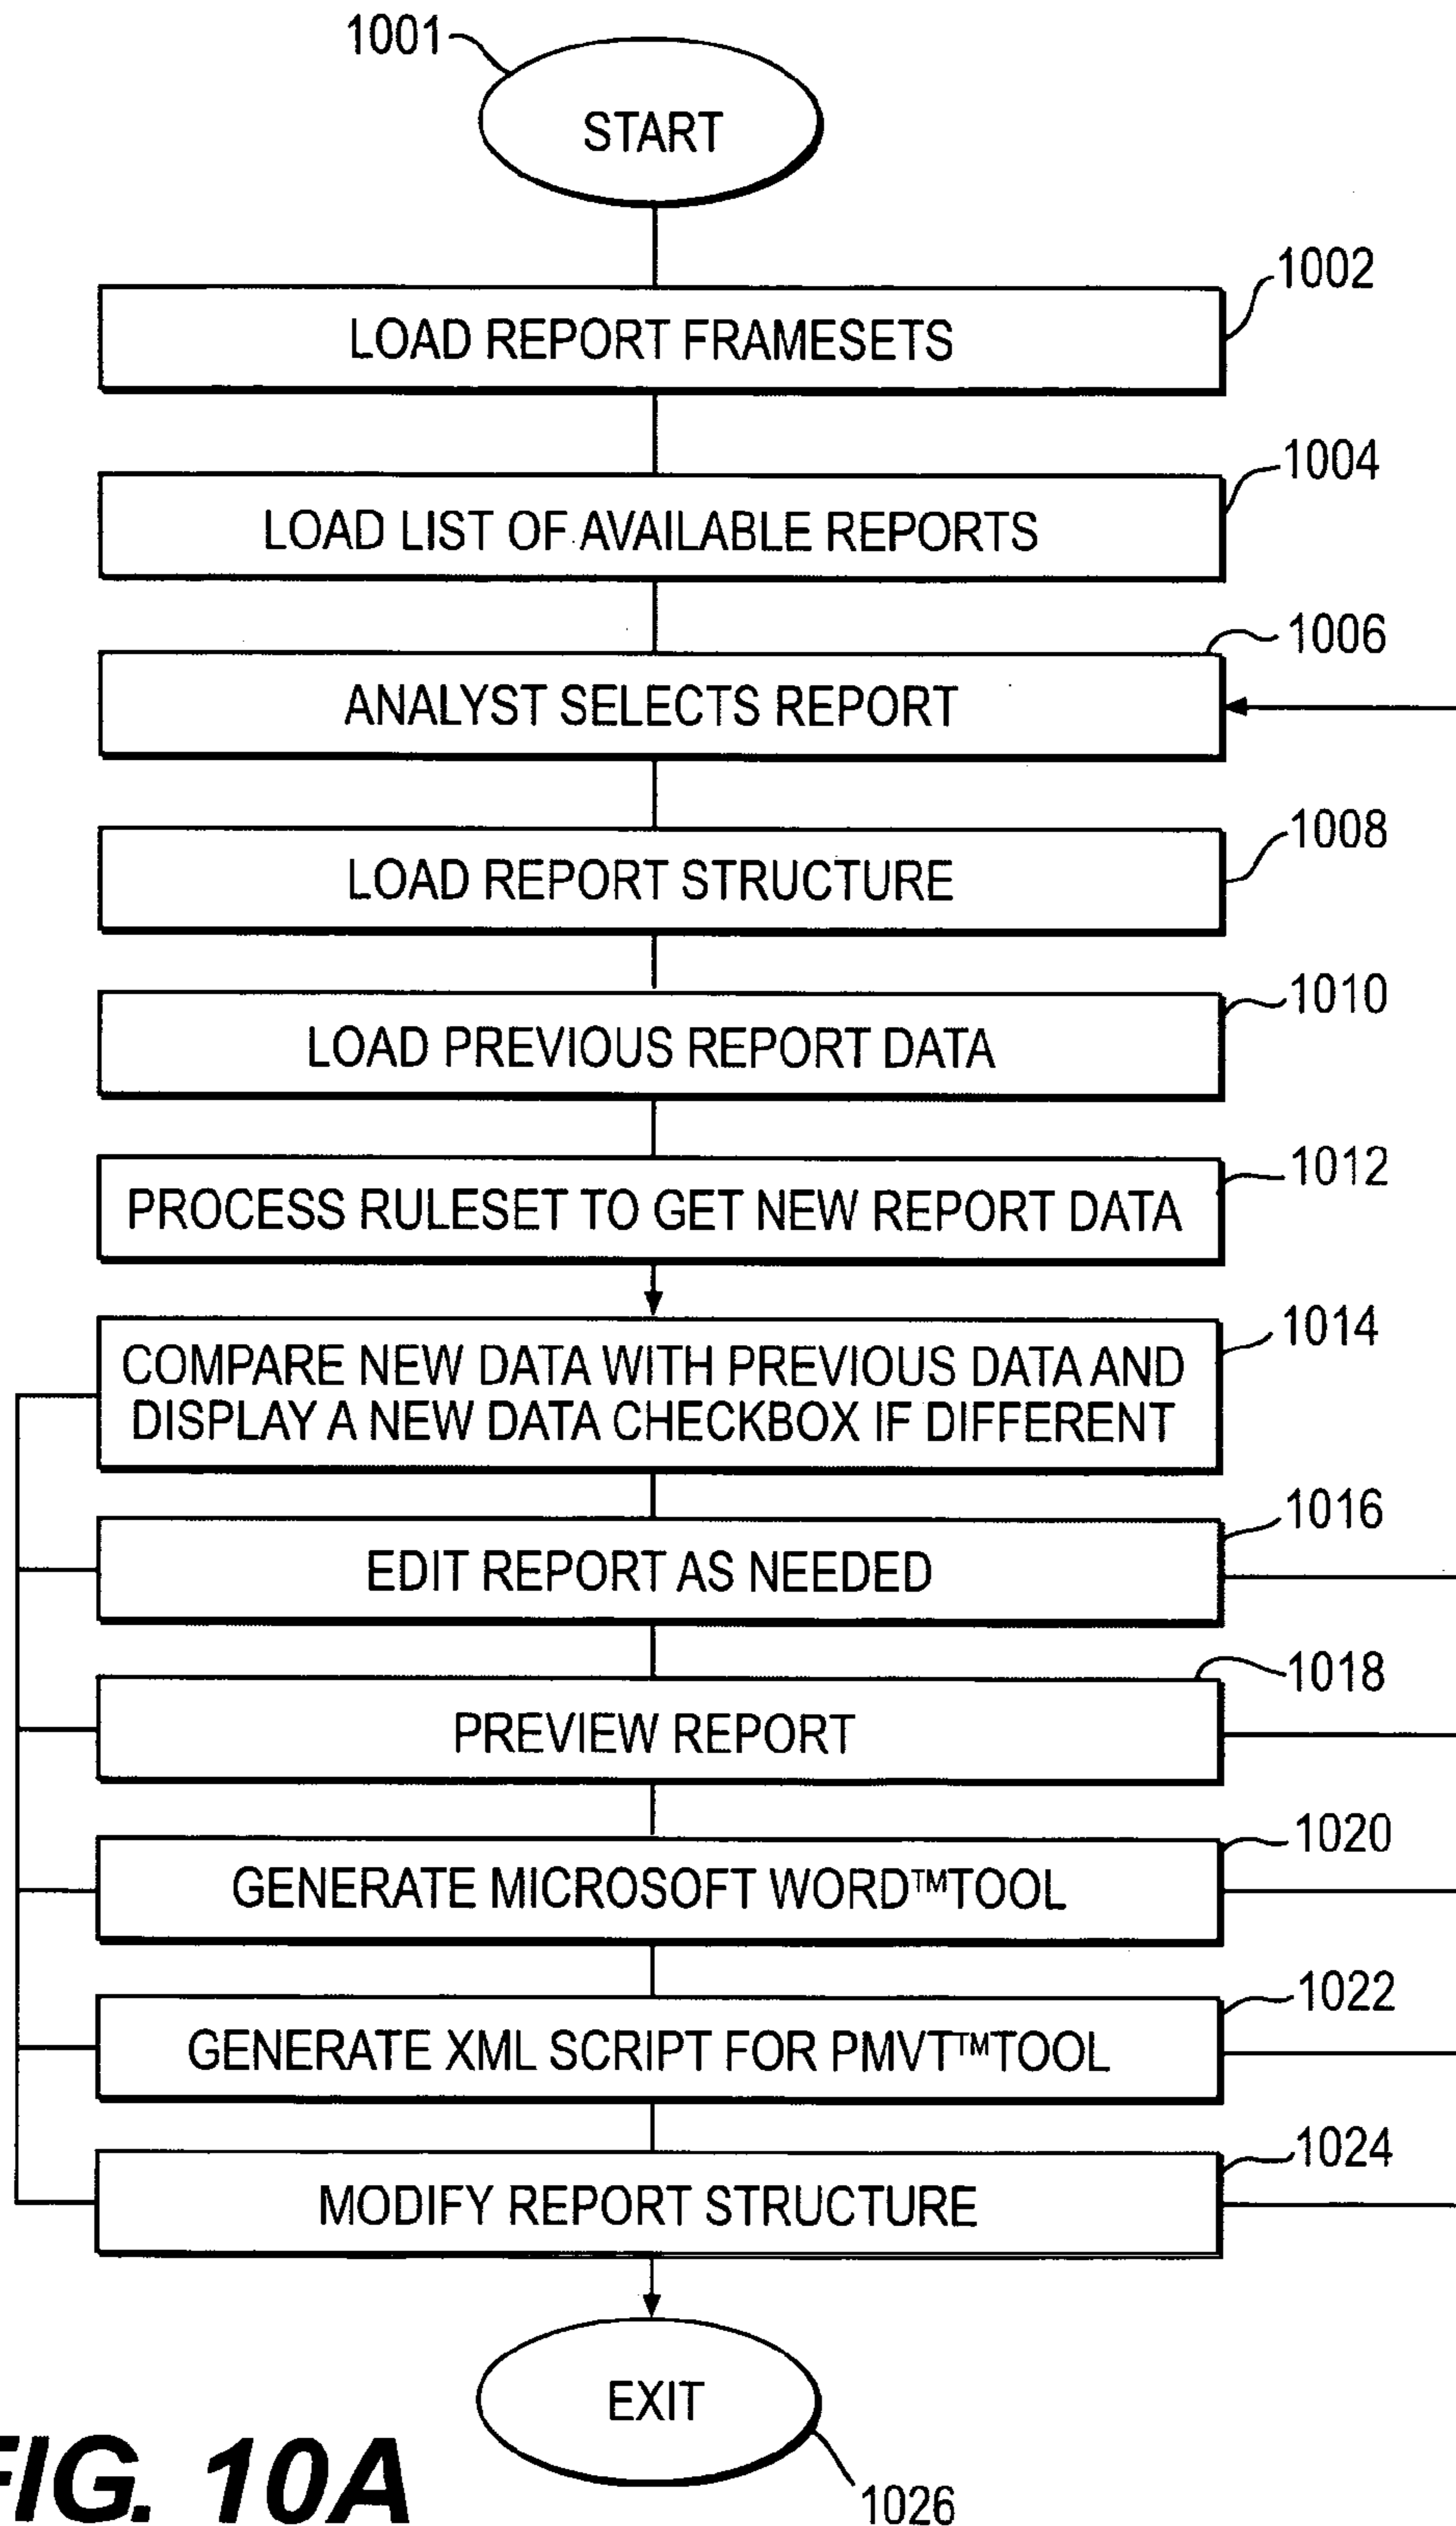 1001
START
1002
LOAD REPORT FRAMESETS
1004
LOAD LIST OF AVAILABLE REPORTS
1006
ANALYST SELECTS REPORT
1008
LOAD REPORT STRUCTURE
1010
LOAD PREVIOUS REPORT DATA
1012
PROCESS RULESET TO GET NEW REPORT DATA
1014
COMPARE NEW DATA WITH PREVIOUS DATA AND
DISPLAY A NEW DATA CHECKBOX IF DIFFERENT
1016
EDIT REPORT AS NEEDED
1018
PREVIEW REPORT
1020
GENERATE MICROSOFT WORD™TOOL
1022
GENERATE XML SCRIPT FOR PMVT™TOOL
1024
MODIFY REPORT STRUCTURE
EXIT
1026
FIG. 10A